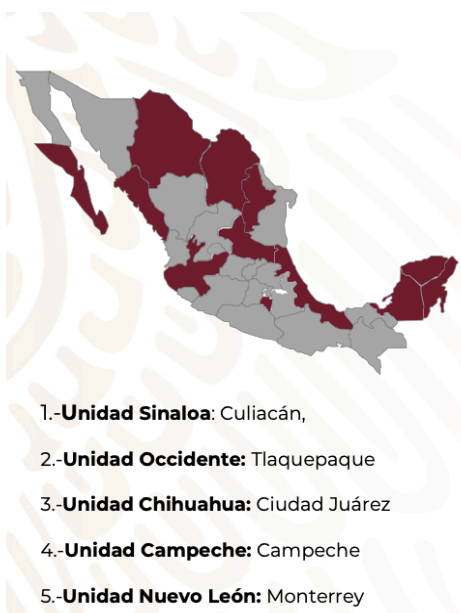 1.-Unidad Sinaloa: Culiacán,
2.-Unidad Occidente: Tlaquepaque
3.-Unidad Chihuahua: Ciudad Juárez
4.-Unidad Campeche: Campeche
5.-Unidad Nuevo León: Monterrey